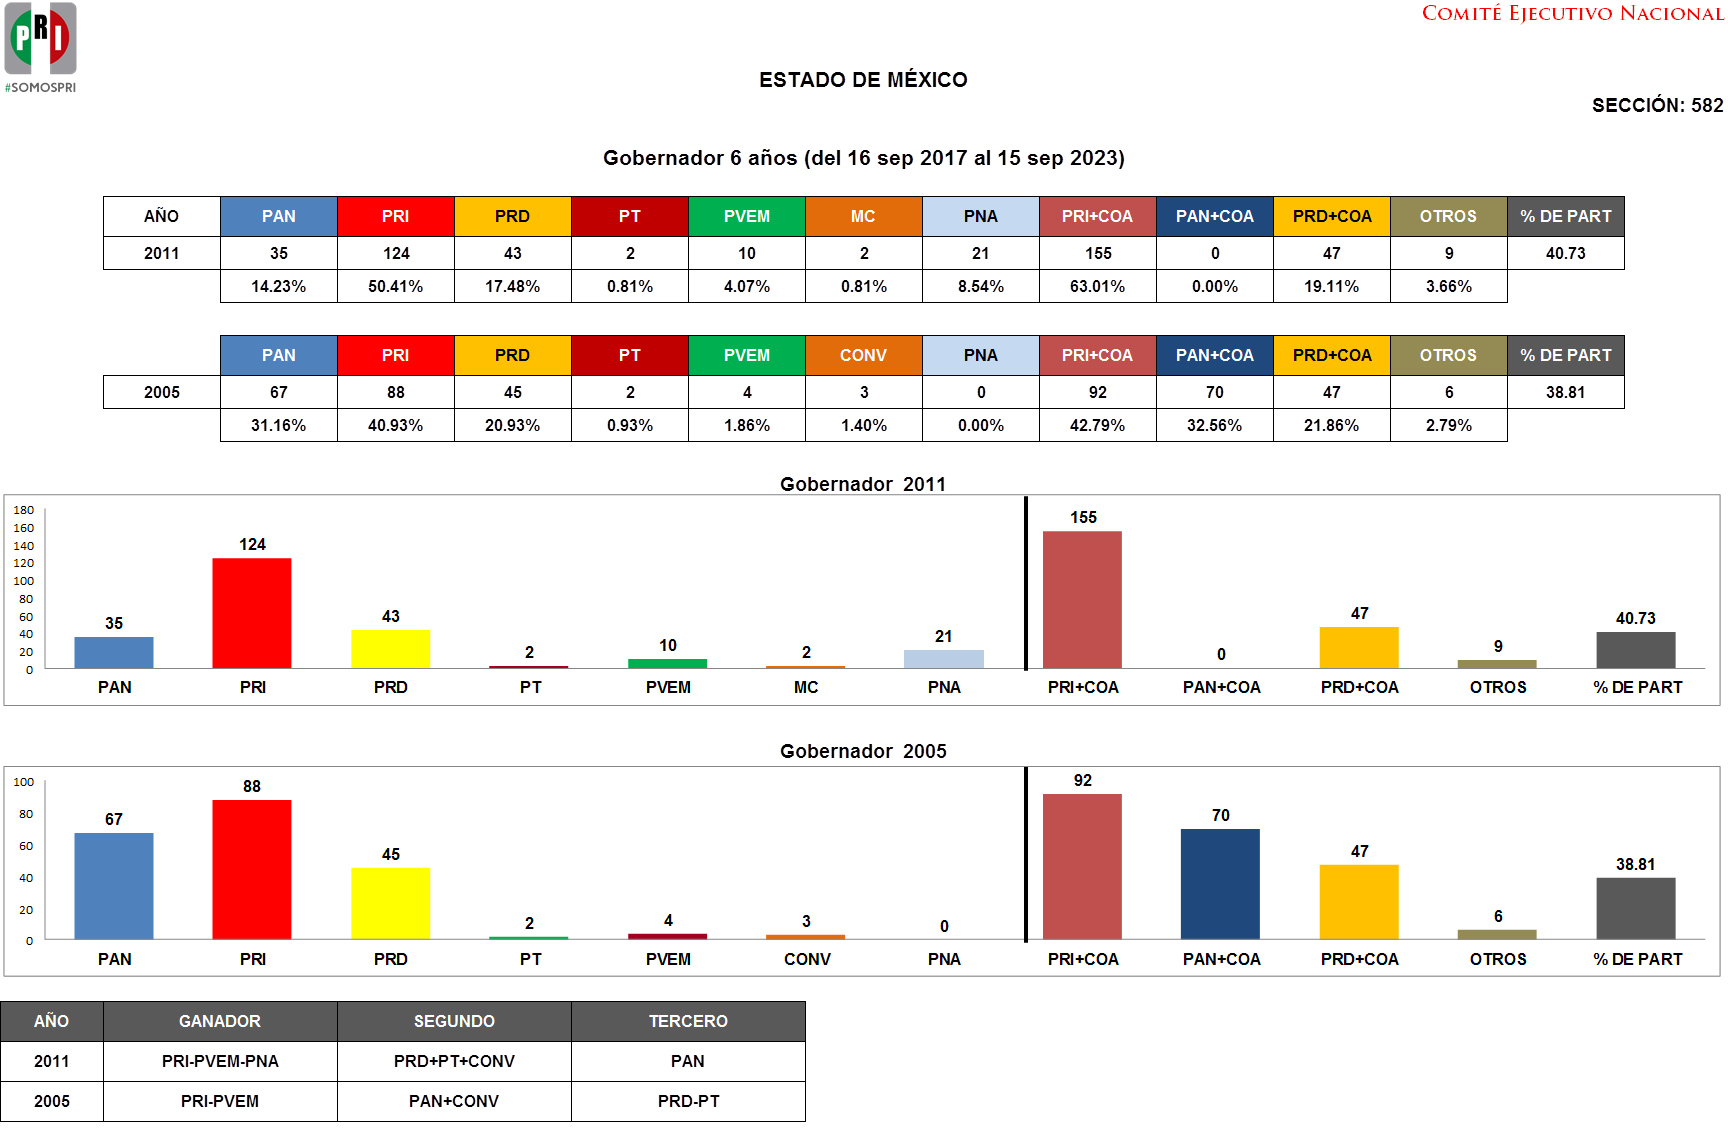 PRI
#SOMOSPRI
COMITÉ EJECUTIVO NACIONAL
ESTADO DE MÉXICO
SECCIÓN: 582
Gobernador 6 años (del 16 sep 2017 al 15 sep 2023)
AÑO PAN PRI PRD PT PVEM MC PNA PRI+COA PAN+COA PRD+COA OTROS % DE PART
2011 35 124 43 2 10 2 21 155 0 47 9 40.73
14.23% 50.41% 17.48% 0.81% 4.07% 0.81% 8.54% 63.01% 0.00% 19.11% 3.66%
PAN PRI PRD PT PVEM CONV PNA PRI+COA PAN+COA PRD+COA OTROS % DE PART
2005 67 88 45 2 4 3 0 92 70 47 6 38.81
31.16% 40.93% 20.93% 0.93% 1.86% 1.40% 0.00% 42.79% 32.56% 21.86% 2.79%
Gobernador 2011
180
160
140
120
100
80
60
40
20
0
35 124 43 2 10 2 21 155 0 47 9 40.73
PAN PRI PRD PT PVEM MC PNA PRI+COA PAN+COA PRD+COA OTROS % DE PART
Gobernador 2005
100
80
60
40
20
0
67 88 45 2 4 3 0 92 70 47 6 38.81
PAN PRI PRD PT PVEM CONV PNA PRI+COA PAN+COA PRD+COA OTROS % DE PART
AÑO GANADOR SEGUNDO TERCERO
2011 PRI-PVEM-PNA PRD+PT+CONV PAN
2005 PRI-PVEM PAN+CONV PRD-PT